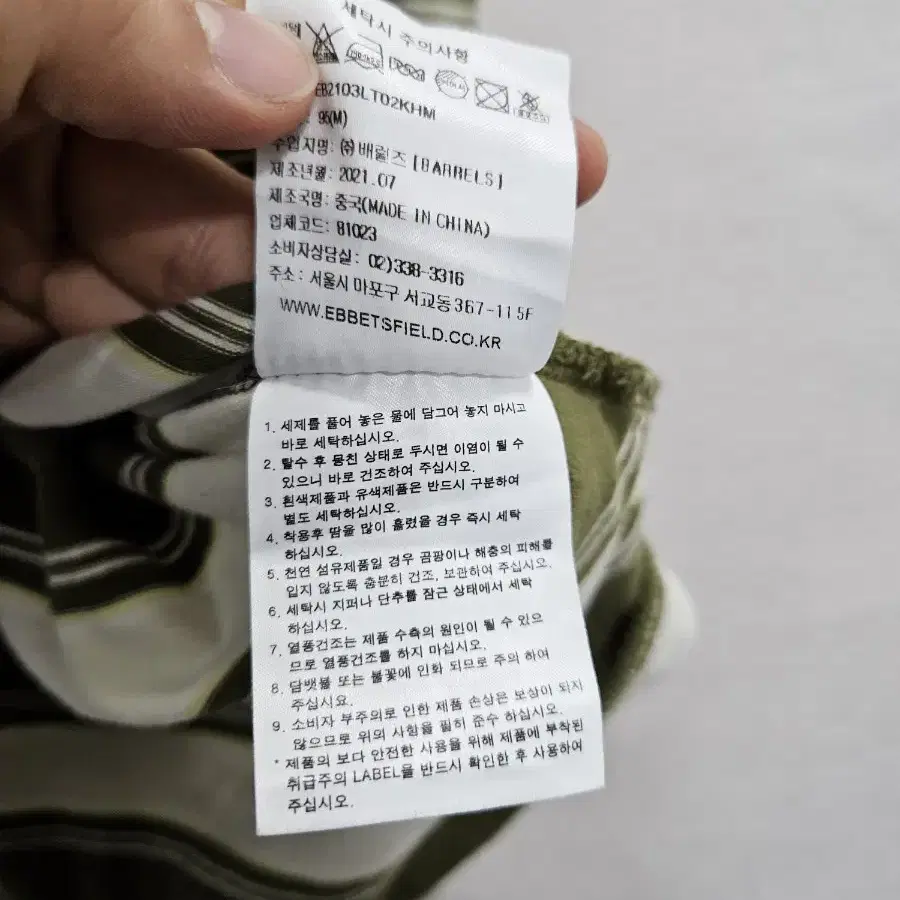 세탁시 주의사항
EB2103LT02KHM
: 95(M)
수입자명: ㈜배럴즈 [BARRELS]
제조년월: 2021.07
제조국명: 중국(MADE IN CHINA)
업체코드: 81023
소비자상담실: 02)338-3316
주소: 서울시 마포구 서교동367-11 5F
WWW.EBBETSFIELD.CO.KR
1. 세제를 풀어 놓은 물에 담그어 놓지 마시고
바로 세탁하십시오.
2. 탈수 후 뭉친 상태로 두시면 이염이 될 수
있으니 바로 건조하여 주십시오.
3. 흰색제품과 유색제품은 반드시 구분하여
별도 세탁하십시오.
4. 착용후 땀을 많이 흘렸을 경우 즉시 세탁
하십시오.
5. 천연 섬유제품일 경우 곰팡이나 해충의 피해를
입지 않도록 충분히 건조, 보관하여 주십시오.
6. 세탁시 지퍼나 단추를 잠근 상태에서 세탁
하십시오.
7. 열풍건조는 제품 수측의 원인이 될 수 있으
므로 열풍건조를 하지 마십시오.
8. 담뱃불 또는 불꽃에 인화 되므로 주의 하여
주십시요.
9. 소비자 부주의로 인한 제품 손상은 보상이 되지
않으므로 위의 사항을 필히 준수 하십시오.
* 제품의 보다 안전한 사용을 위해 제품에 부착된
취급주의 LABEL을 반드시 확인한 후 사용하여
주십시오.